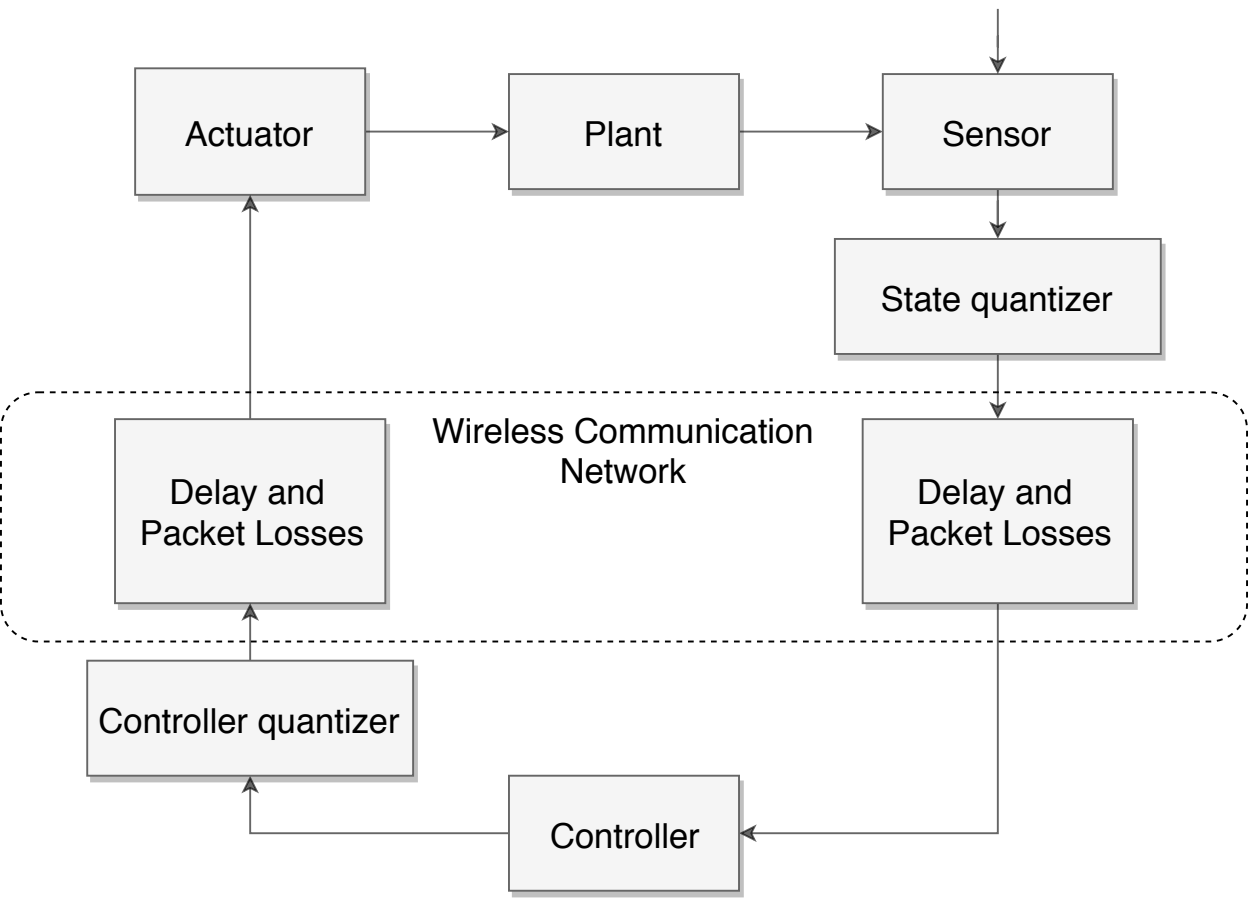 Actuator
Plant
Sensor
State quantizer
Wireless Communication
Network
Delay and
Packet Losses
Delay and
Packet Losses
Controller quantizer
Controller